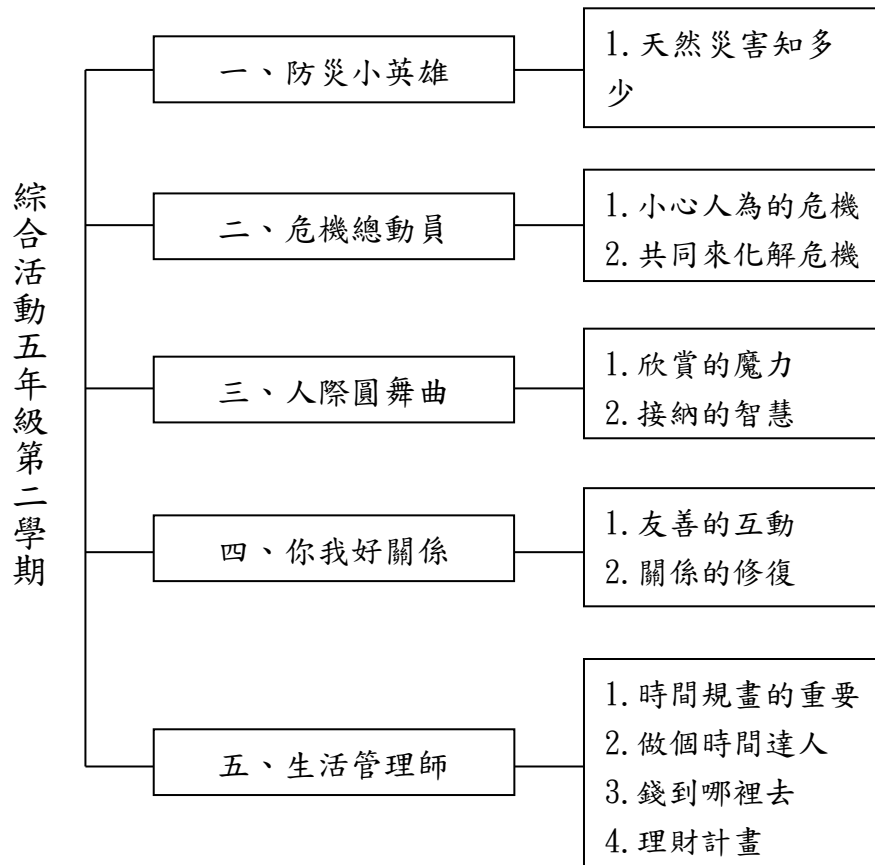 綜合活動五年級第二學期
一、防災小英雄
1.天然災害知多
少
二、危機總動員
1.小心人為的危機
2.共同來化解危機
三、人際圓舞曲
1.欣賞的魔力
2.接納的智慧
四、你我好關係
1.友善的互動
2.關係的修復
五、生活管理師
1.時間規畫的重要
2.做個時間達人
3.錢到哪裡去
4.理財計畫